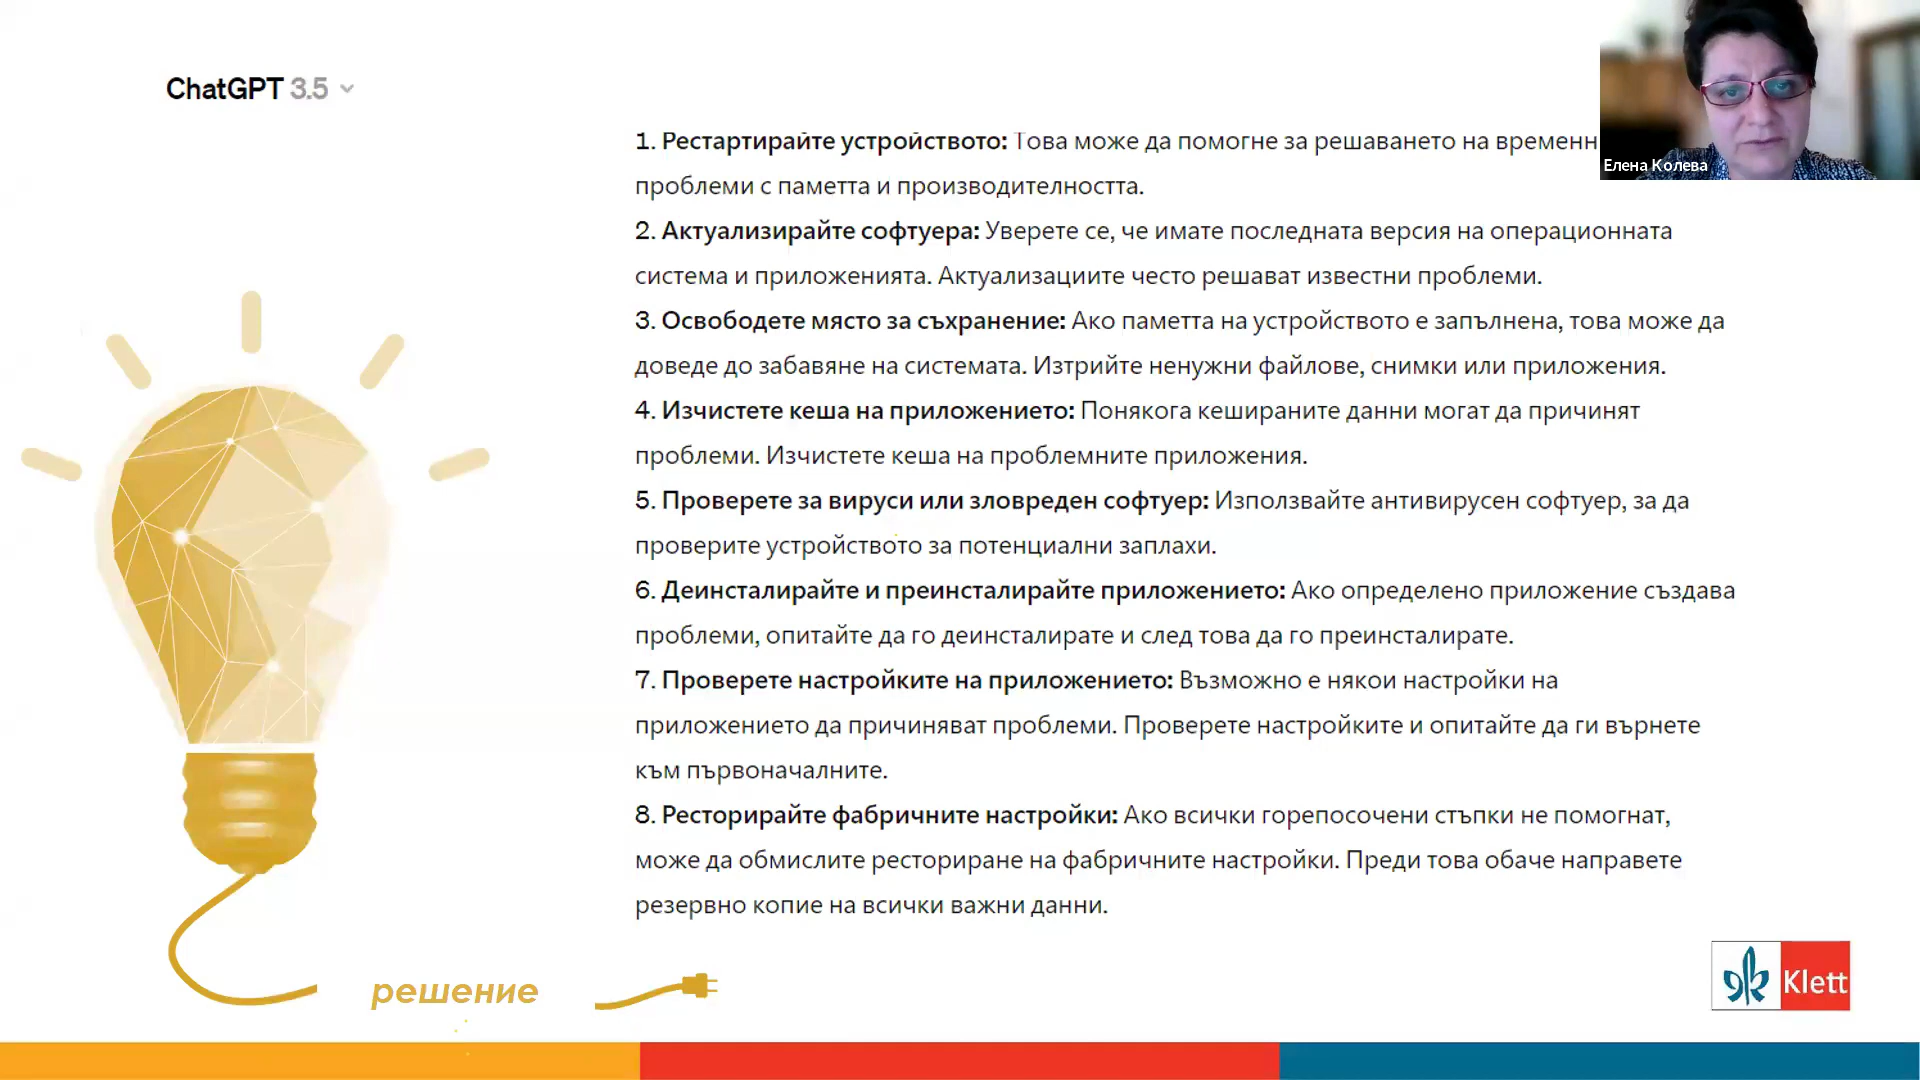 ChatGPT 3.5
Елена Колева
1. Рестартирайте устройството: Това може да помогне за решаването на временн
проблеми с паметта и производителността.
2. Актуализирайте софтуера: Уверете се, че имате последната версия на операционната
система и приложенията. Актуализациите често решават известни проблеми.
3. Освободете място за съхранение: Ако паметта на устройството е запълнена, това може да
доведе до забавяне на системата. Изтрийте ненужни файлове, снимки или приложения.
4. Изчистете кеша на приложението: Понякога кешираните данни могат да причинят
проблеми. Изчистете кеша на проблемните приложения.
5. Проверете за вируси или зловреден софтуер: Използвайте антивирусен софтуер, за да
проверите устройството за потенциални заплахи.
6. Деинсталирайте и преинсталирайте приложението: Ако определено приложение създава
проблеми, опитайте да го деинсталирате и след това да го преинсталирате.
7. Проверете настройките на приложението: Възможно е някои настройки на
приложението да причиняват проблеми. Проверете настройките и опитайте да ги върнете
към първоначалните.
8. Ресторирайте фабричните настройки: Ако всички горепосочени стъпки не помогнат,
може да обмислите ресториране на фабричните настройки. Преди това обаче направете
резервно копие на всички важни данни.
решение
Klett